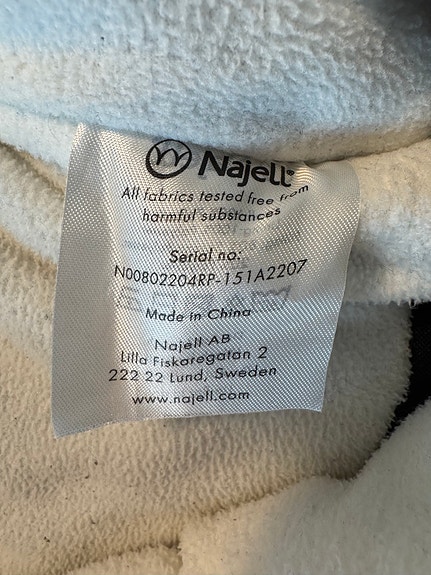 Najell
All fabrics tested free from
harmful substances
Serial no:
N00802204RP-151A2207
Made in China
Najell AB
Lilla Fiskaregatan 2
222 22 Lund, Sweden
www.najell.com